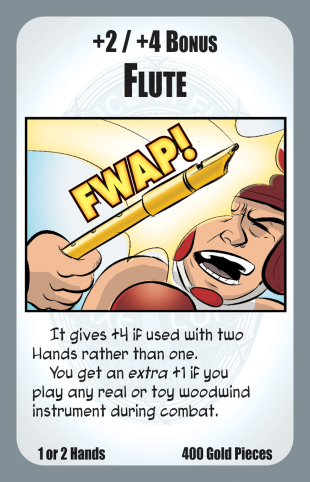 +2 / +4 Bonus
Flute
FWAP!
It gives +4 if used with two
Hands rather than one.
You get an extra +1 if you
play any real or toy woodwind
instrument during combat.
1 or 2 Hands 400 Gold Pieces